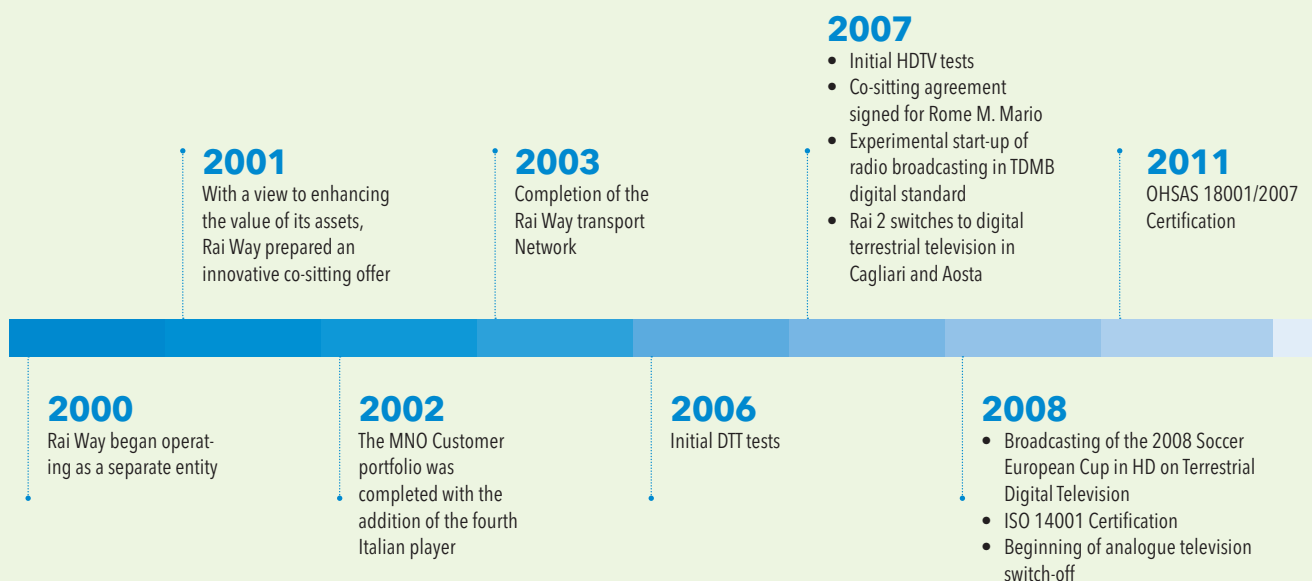 2000
Rai Way began operat-
ing as a separate entity
2001
With a view to enhancing
the value of its assets,
Rai Way prepared an
innovative co-sitting offer
2002
The MNO Customer
portfolio was
completed with the
addition of the fourth
Italian player
2003
Completion of the
Rai Way transport
Network
2006
Initial DTT tests
2007
• Initial HDTV tests
• Co-sitting agreement
signed for Rome M. Mario
• Experimental start-up of
radio broadcasting in TDMB
digital standard
• Rai 2 switches to digital
terrestrial television in
Cagliari and Aosta
2008
• Broadcasting of the 2008 Soccer
European Cup in HD on Terrestrial
Digital Television
• ISO 14001 Certification
• Beginning of analogue television
switch-off
2011
OHSAS 18001/2007
Certification